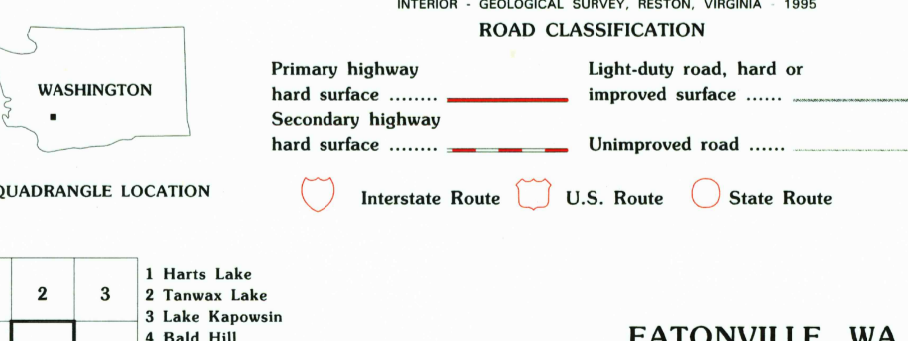 INTERIOR - GEOLOGICAL SURVEY, RESTON, VIRGINIA - 1995
ROAD CLASSIFICATION
Primary highway
hard surface ........
Secondary highway
hard surface ........
Light-duty road, hard or
improved surface ......
Unimproved road ......
Interstate Route
U.S. Route
State Route
WASHINGTON
QUADRANGLE LOCATION
2 3
1 Harts Lake
2 Tanwax Lake
3 Lake Kapowsin
4 Bald Hill
EATONVILLE, WA